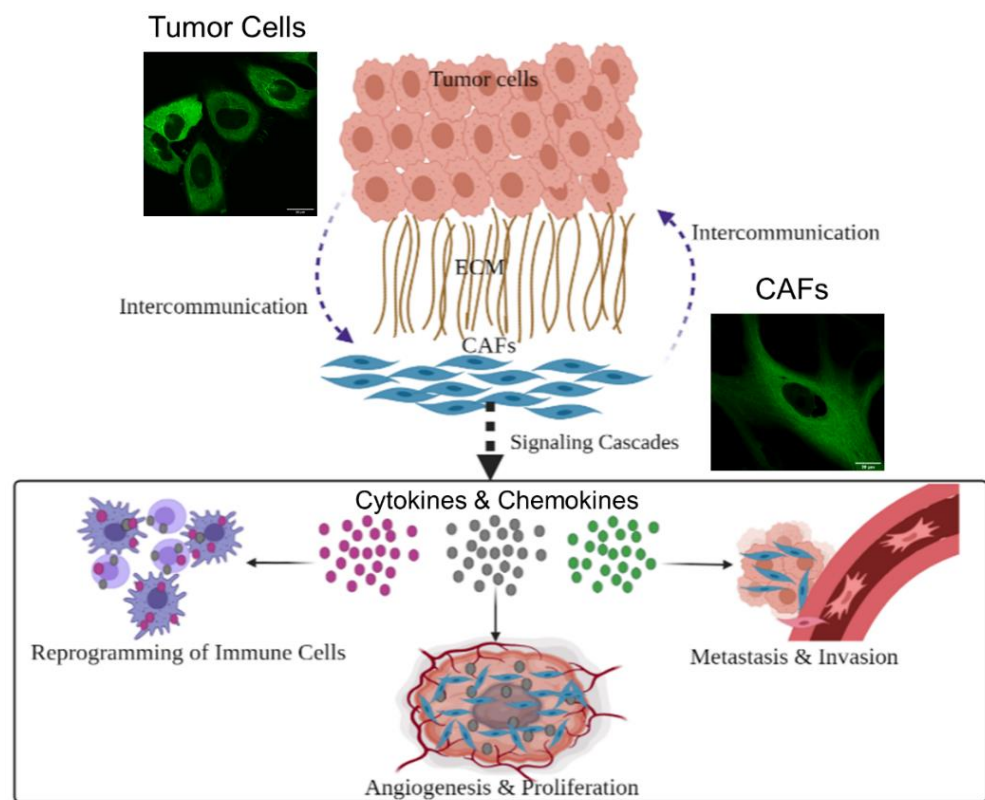 Tumor Cells
Tumor cells
Intercommunication
ECM
Intercommunication
CAFs
CAFs
Signaling Cascades
Cytokines & Chemokines
Reprogramming of Immune Cells
Metastasis & Invasion
Angiogenesis & Proliferation